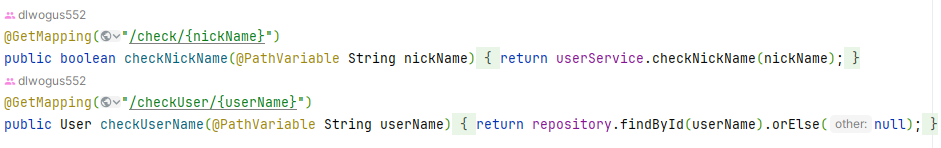 dlwogus552
@GetMapping("/check/{nickName}")
public boolean checkNickName(@PathVariable String nickName) { return userService.checkNickName(nickName); }
dlwogus552
@GetMapping("/checkUser/{userName}")
public User checkUserName(@PathVariable String userName) { return repository.findById(userName).orElse( other: null); }